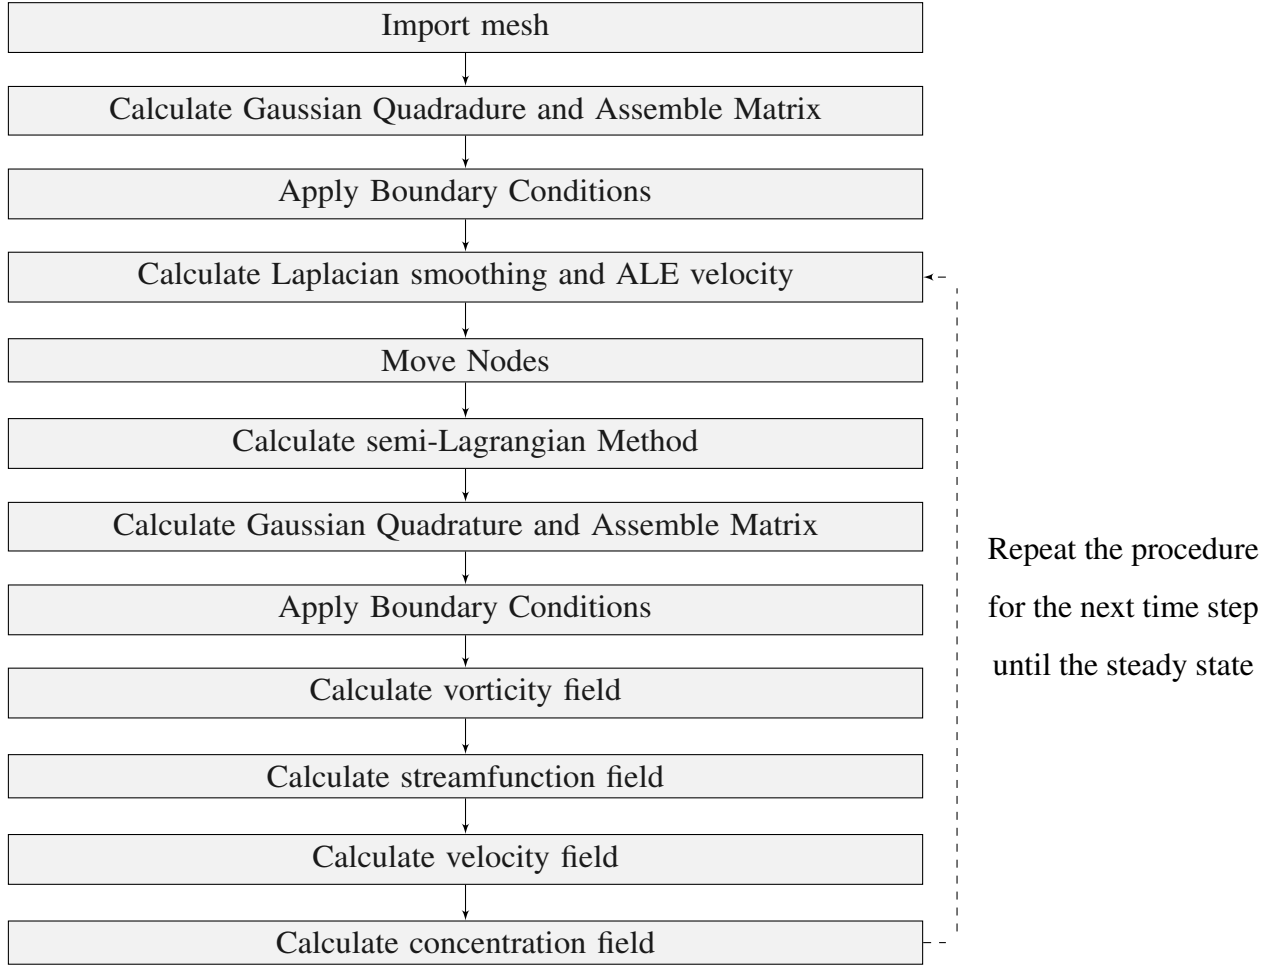 Import mesh
Calculate Gaussian Quadradure and Assemble Matrix
Apply Boundary Conditions
Calculate Laplacian smoothing and ALE velocity
Move Nodes
Calculate semi-Lagrangian Method
Calculate Gaussian Quadrature and Assemble Matrix
Apply Boundary Conditions
Calculate vorticity field
Calculate streamfunction field
Calculate velocity field
Calculate concentration field
Repeat the procedure
for the next time step
until the steady state